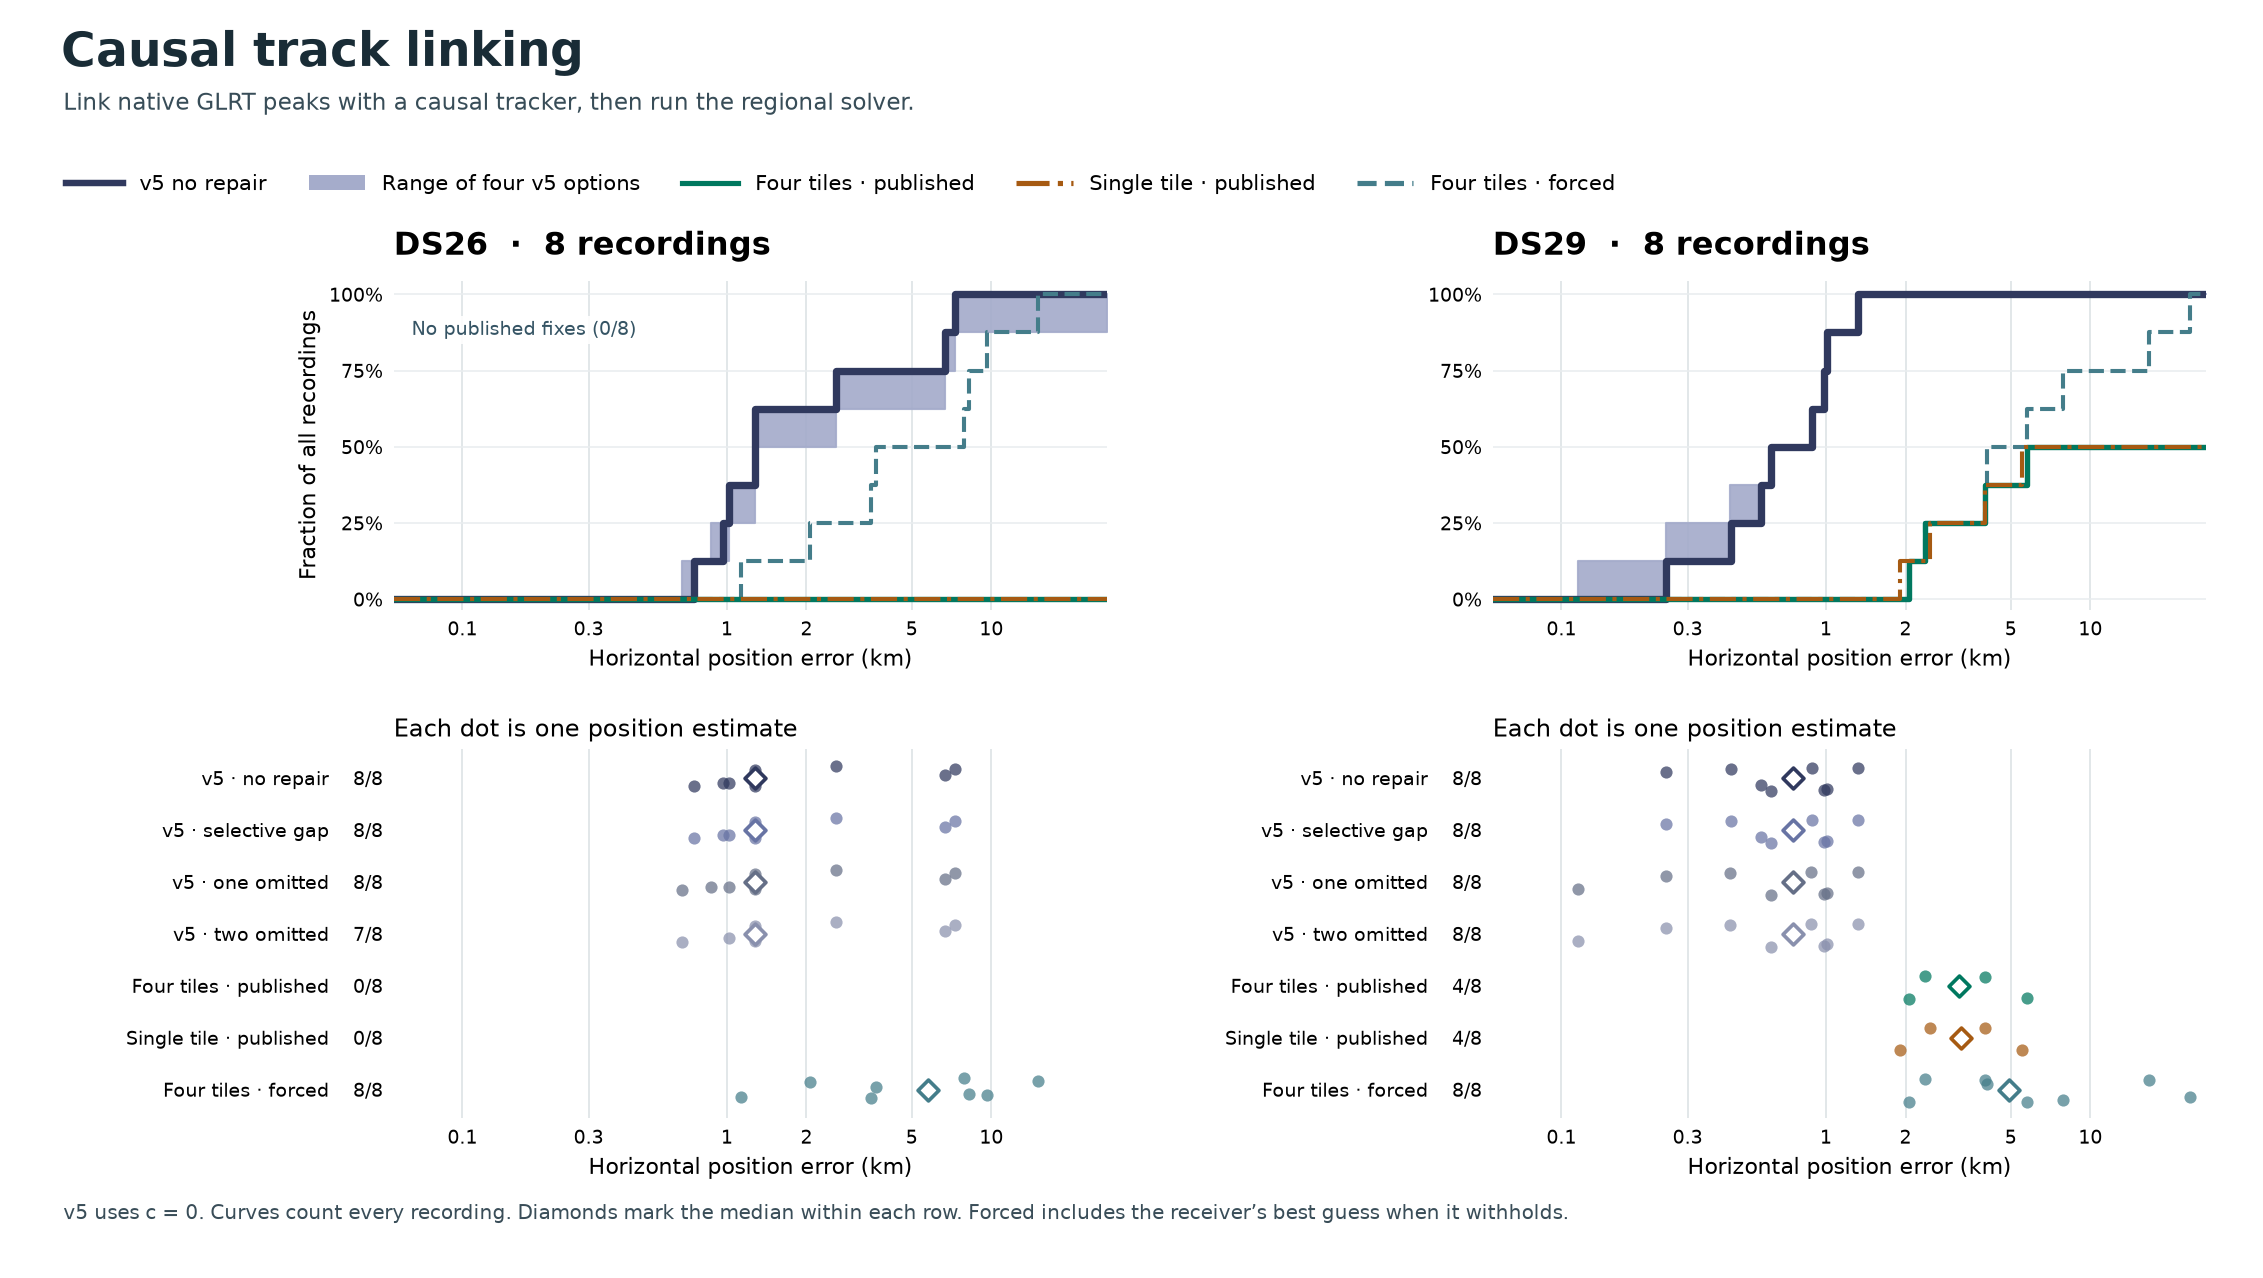 Causal track linking
Link native GLRT peaks with a causal tracker, then run the regional solver.
v5 no repair
Range of four v5 options
Four tiles · published
Single tile · published
Four tiles · forced
DS26 · 8 recordings
Fraction of all recordings
100%
75%
50%
25%
0%
No published fixes (0/8)
0.1 0.3 1 2 5 10
Horizontal position error (km)
DS29 · 8 recordings
100%
75%
50%
25%
0%
0.1 0.3 1 2 5 10
Horizontal position error (km)
Each dot is one position estimate
v5 · no repair 8/8
v5 · selective gap 8/8
v5 · one omitted 8/8
v5 · two omitted 7/8
Four tiles · published 0/8
Single tile · published 0/8
Four tiles · forced 8/8
0.1 0.3 1 2 5 10
Horizontal position error (km)
Each dot is one position estimate
v5 · no repair 8/8
v5 · selective gap 8/8
v5 · one omitted 8/8
v5 · two omitted 8/8
Four tiles · published 4/8
Single tile · published 4/8
Four tiles · forced 8/8
0.1 0.3 1 2 5 10
Horizontal position error (km)
v5 uses c = 0. Curves count every recording. Diamonds mark the median within each row. Forced includes the receiver’s best guess when it withholds.